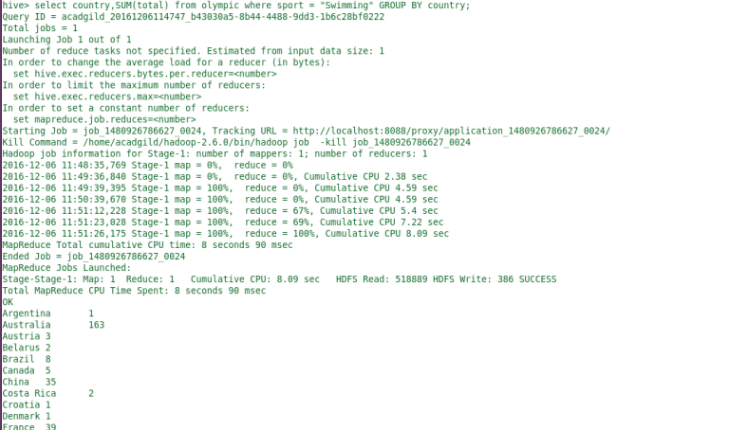 hive> select country,SUM(total) from olympic where sport = "Swimming" GROUP BY country;
Query ID = acadgild_20161206114747_b43030a5-8b44-4488-9dd3-1b6c28bf0222
Total jobs = 1
Launching Job 1 out of 1
Number of reduce tasks not specified. Estimated from input data size: 1
In order to change the average load for a reducer (in bytes):
  set hive.exec.reducers.bytes.per.reducer=<number>
In order to limit the maximum number of reducers:
  set hive.exec.reducers.max=<number>
In order to set a constant number of reducers:
  set mapreduce.job.reduces=<number>
Starting Job = job_1480926786627_0024, Tracking URL = http://localhost:8088/proxy/application_1480926786627_0024/
Kill Command = /home/acadgild/hadoop-2.6.0/bin/hadoop job  -kill job_1480926786627_0024
Hadoop job information for Stage-1: number of mappers: 1; number of reducers: 1
2016-12-06 11:48:35,769 Stage-1 map = 0%,  reduce = 0%
2016-12-06 11:49:36,840 Stage-1 map = 0%,  reduce = 0%, Cumulative CPU 2.38 sec
2016-12-06 11:49:39,395 Stage-1 map = 100%,  reduce = 0%, Cumulative CPU 4.59 sec
2016-12-06 11:50:39,670 Stage-1 map = 100%,  reduce = 0%, Cumulative CPU 4.59 sec
2016-12-06 11:51:12,228 Stage-1 map = 100%,  reduce = 67%, Cumulative CPU 5.4 sec
2016-12-06 11:51:23,028 Stage-1 map = 100%,  reduce = 69%, Cumulative CPU 7.22 sec
2016-12-06 11:51:26,175 Stage-1 map = 100%,  reduce = 100%, Cumulative CPU 8.09 sec
MapReduce Total cumulative CPU time: 8 seconds 90 msec
Ended Job = job_1480926786627_0024
MapReduce Jobs Launched:
Stage-Stage-1: Map: 1  Reduce: 1   Cumulative CPU: 8.09 sec   HDFS Read: 518889 HDFS Write: 386 SUCCESS
Total MapReduce CPU Time Spent: 8 seconds 90 msec
OK
Argentina       1
Australia       163
Austria 3
Belarus 2
Brazil  8
Canada  5
China   35
Costa Rica      2
Croatia 1
Denmark 1
France  39